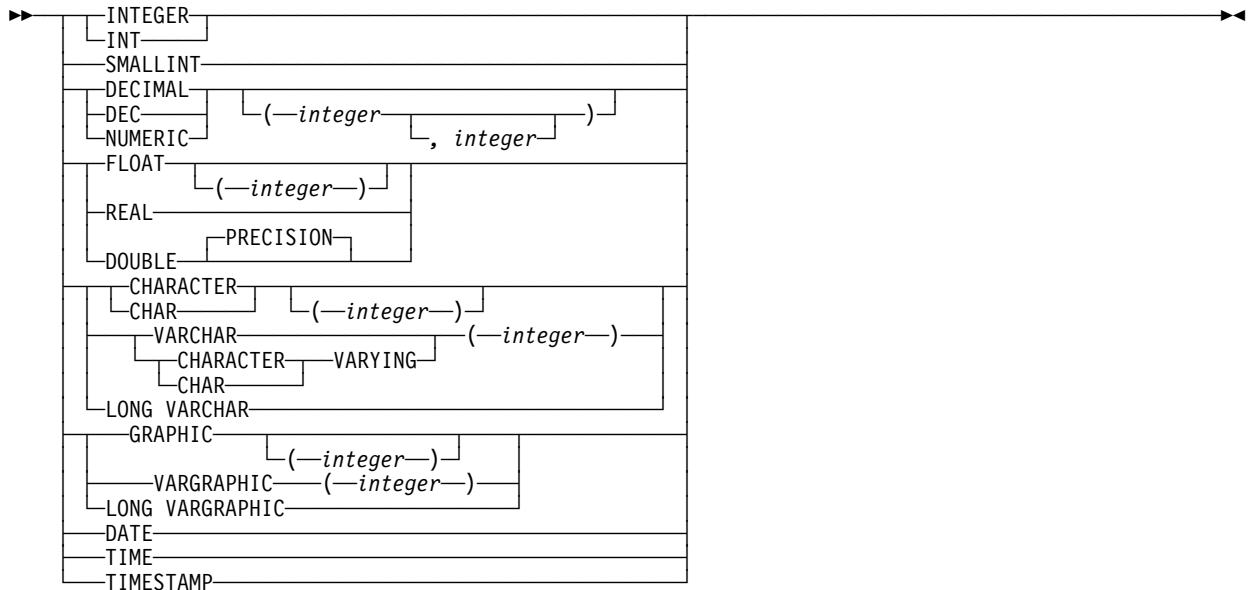 INTEGER
INT
SMALLINT
DECIMAL
DEC ( integer )
NUMERIC , integer
FLOAT
( integer )
REAL
PRECISION
DOUBLE
CHARACTER
CHAR ( integer )
VARCHAR ( integer )
CHARACTER VARYING
CHAR
LONG VARCHAR
GRAPHIC
( integer )
VARGRAPHIC ( integer )
LONG VARGRAPHIC
DATE
TIME
TIMESTAMP